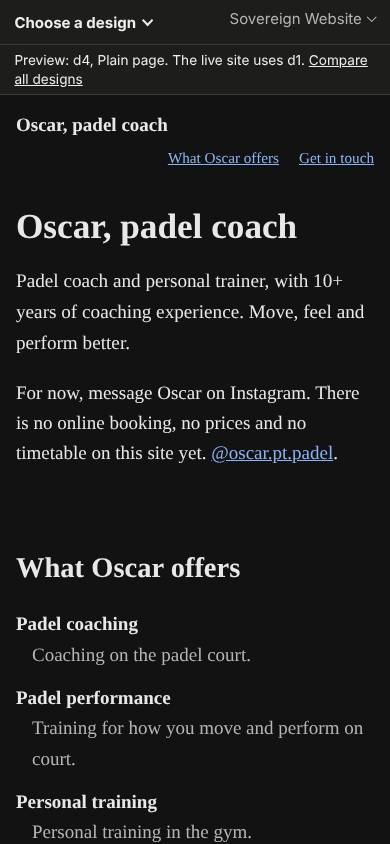 Choose a design
Sovereign Website
Preview: d4, Plain page. The live site uses d1. Compare
all designs
Oscar, padel coach
What Oscar offers
Get in touch
Oscar, padel coach
Padel coach and personal trainer, with 10+
years of coaching experience. Move, feel and
perform better.
For now, message Oscar on Instagram. There
is no online booking, no prices and no
timetable on this site yet. @oscar.pt.padel.
What Oscar offers
Padel coaching
Coaching on the padel court.
Padel performance
Training for how you move and perform on
court.
Personal training
Personal training in the gym.